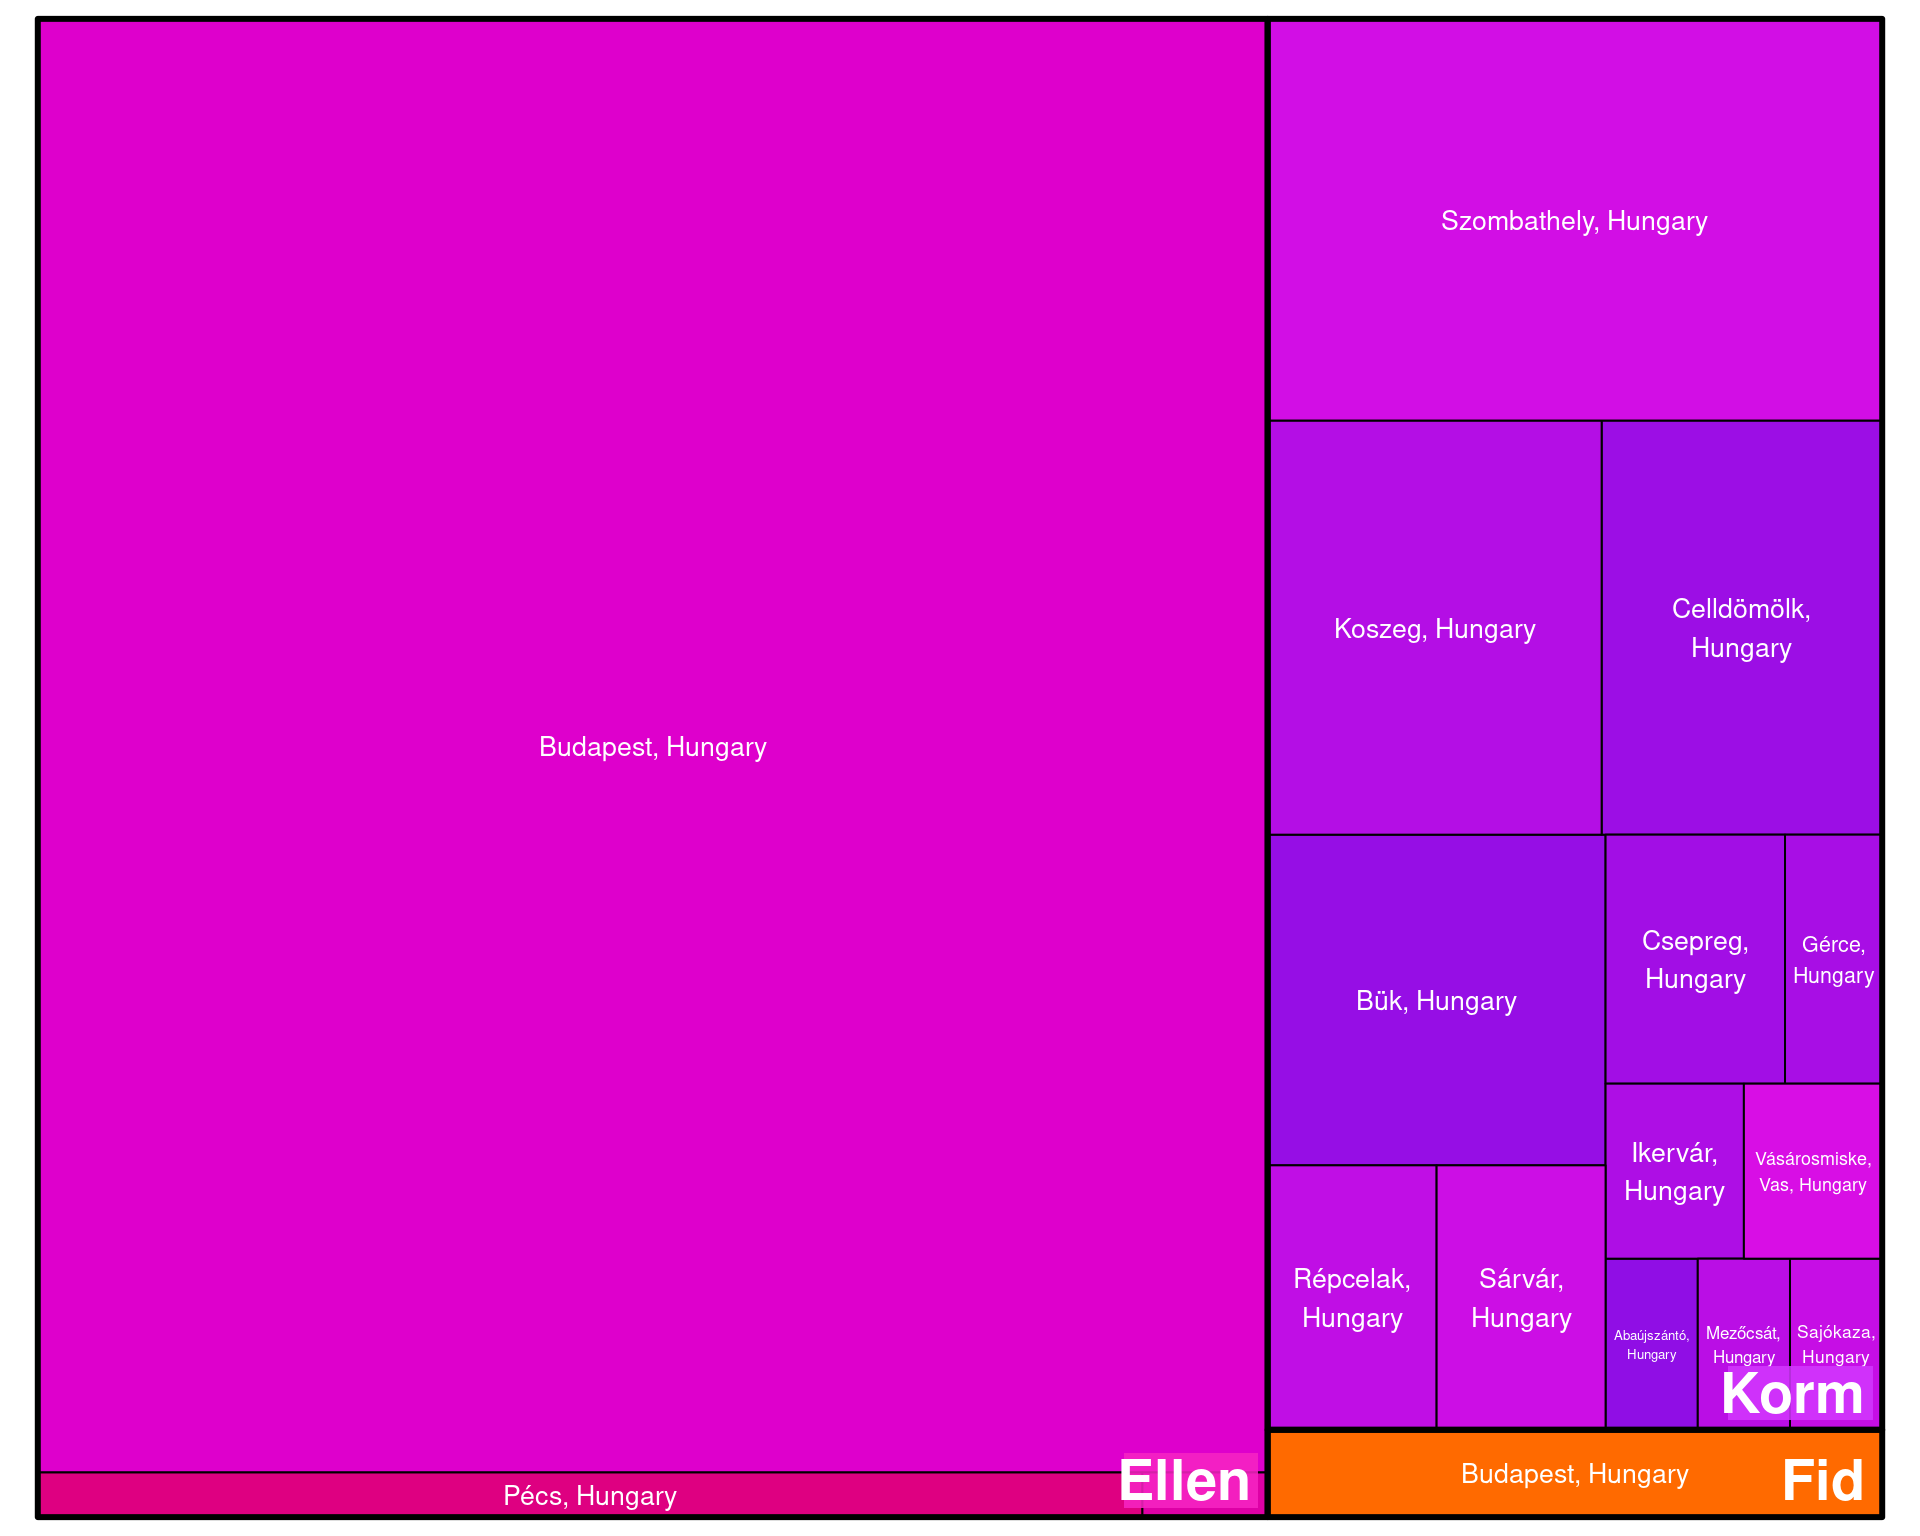 Budapest, Hungary
Pécs, Hungary
Ellen
Szombathely, Hungary
Koszeg, Hungary
Celldömölk,
Hungary
Bük, Hungary
Csepreg,
Hungary
Gérce,
Hungary
Ikervár,
Hungary
Vásárosmiske,
Vas, Hungary
Répcelak,
Hungary
Sárvár,
Hungary
Abaújszántó,
Hungary
Mezőcsát,
Hungary
Sajókaza,
Hungary
Korm
Budapest, Hungary
Fid